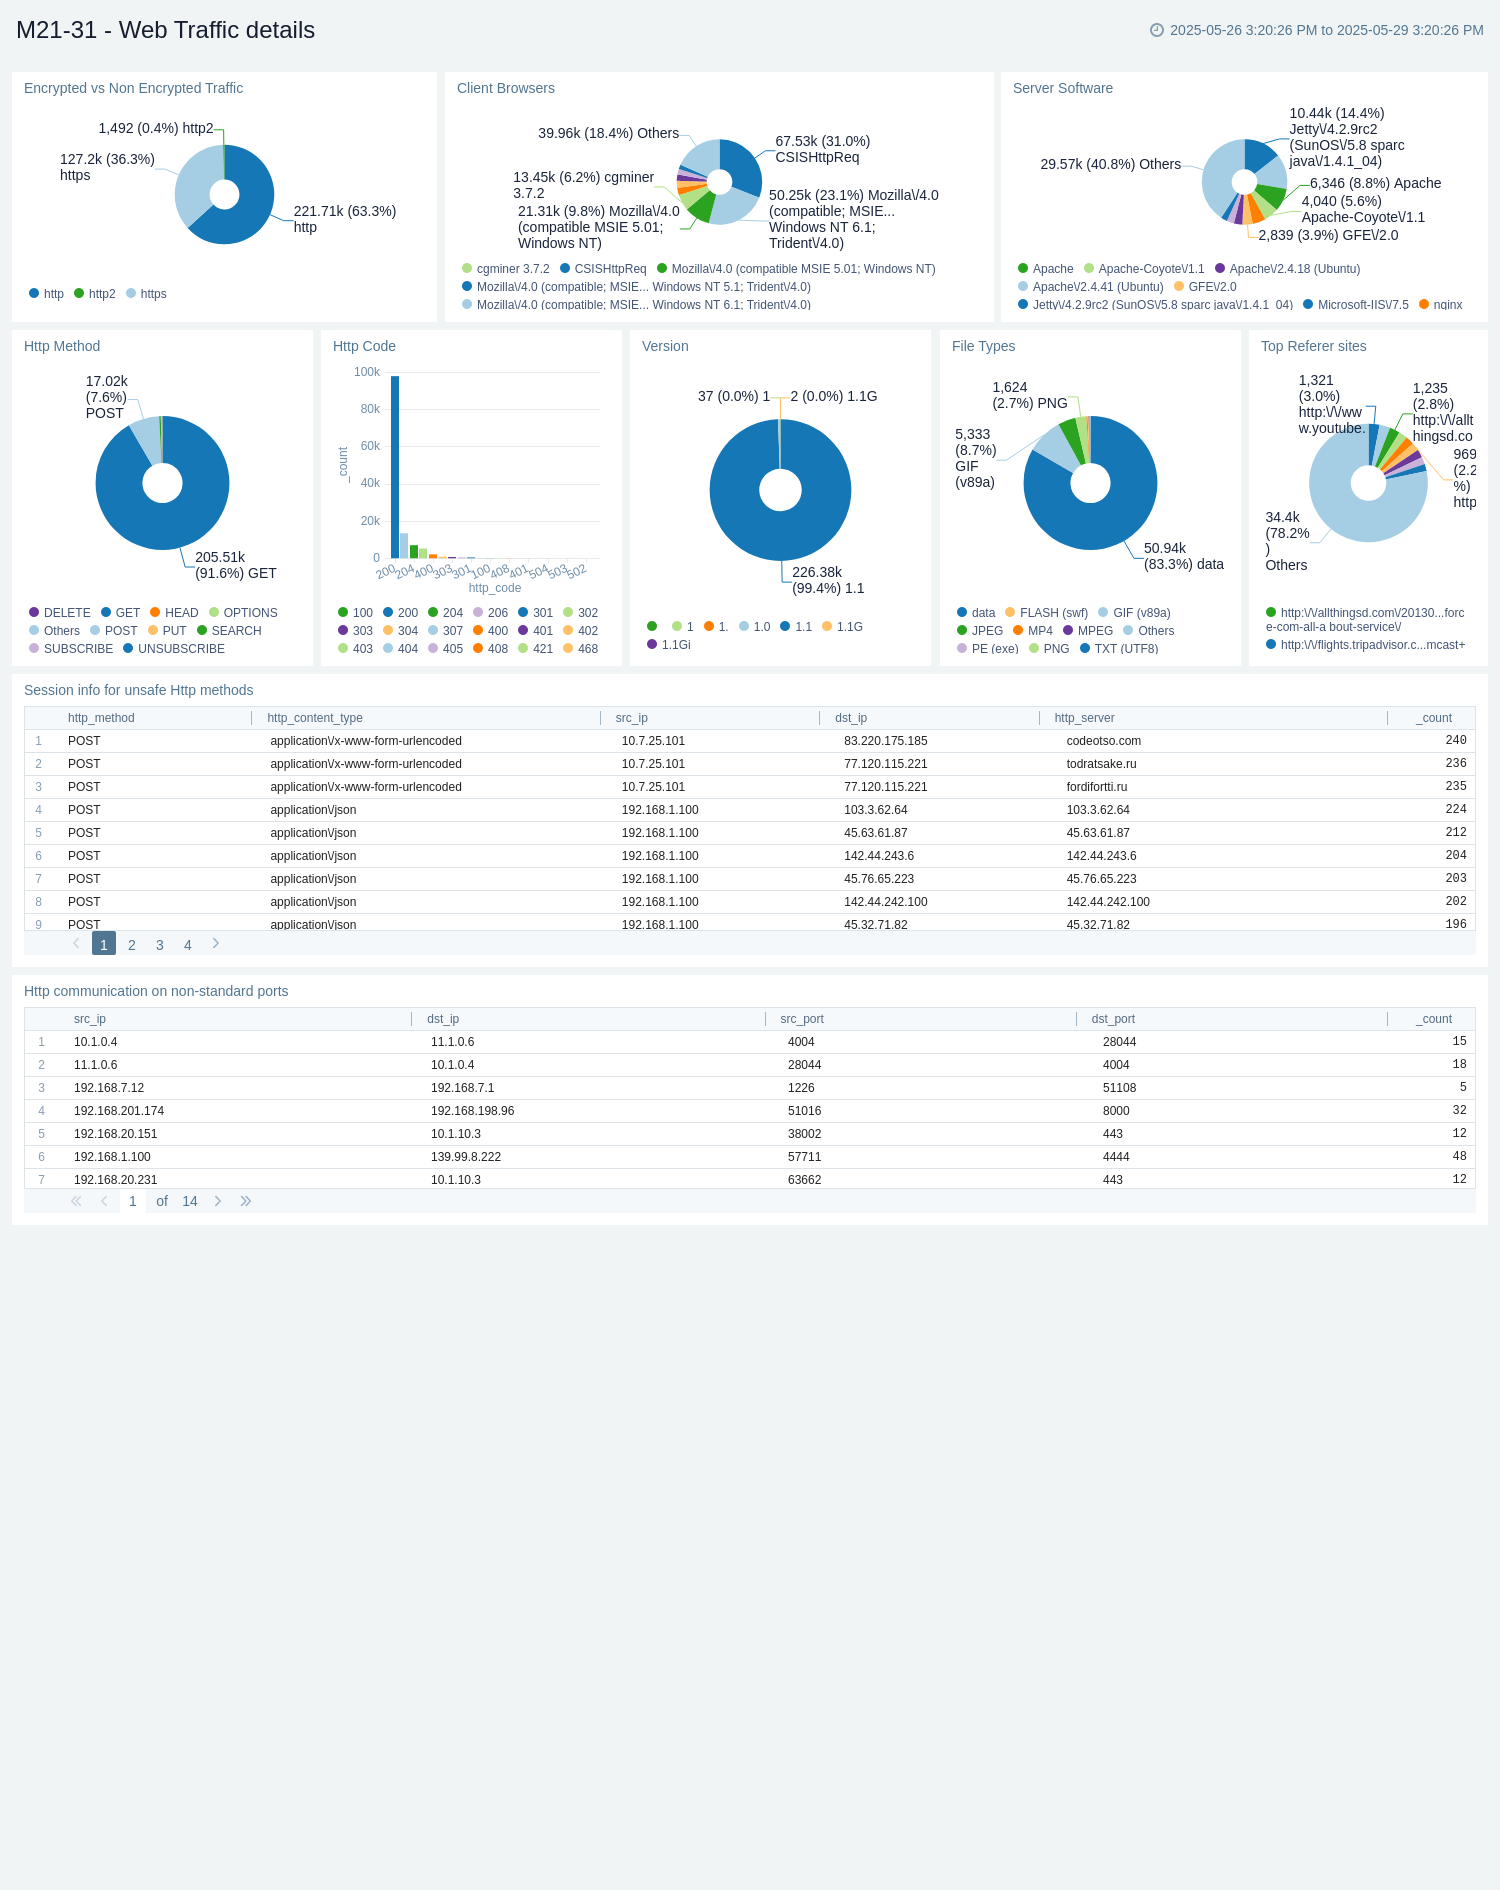 M21-31 - Web Traffic details
2025-05-26 3:20:26 PM to 2025-05-29 3:20:26 PM
Encrypted vs Non Encrypted Traffic
1,492 (0.4%) http2
127.2k (36.3%)
https
221.71k (63.3%)
http
http http2 https
Client Browsers
39.96k (18.4%) Others
67.53k (31.0%)
CSISHttpReq
13.45k (6.2%) cgminer
3.7.2
50.25k (23.1%) Mozilla\/4.0
(compatible; MSIE...
Windows NT 6.1;
Trident\/4.0)
21.31k (9.8%) Mozilla\/4.0
(compatible MSIE 5.01;
Windows NT)
cgminer 3.7.2 CSISHttpReq Mozilla\/4.0 (compatible MSIE 5.01; Windows NT)
Mozilla\/4.0 (compatible; MSIE... Windows NT 5.1; Trident\/4.0)
Mozilla\/4.0 (compatible; MSIE... Windows NT 6.1; Trident\/4.0)
Server Software
10.44k (14.4%)
Jetty\/4.2.9rc2
(SunOS\/5.8 sparc
java\/1.4.1_04)
29.57k (40.8%) Others
6,346 (8.8%) Apache
4,040 (5.6%)
Apache-Coyote\/1.1
2,839 (3.9%) GFE\/2.0
Apache Apache-Coyote\/1.1 Apache\/2.4.18 (Ubuntu)
Apache\/2.4.41 (Ubuntu) GFE\/2.0
Jetty\/4.2.9rc2 (SunOS\/5.8 sparc java\/1.4.1_04) Microsoft-IIS\/7.5 nginx
Http Method
17.02k
(7.6%)
POST
205.51k
(91.6%) GET
DELETE GET HEAD OPTIONS
Others POST PUT SEARCH
SUBSCRIBE UNSUBSCRIBE
Http Code
100k
80k
60k
40k
20k
0
_count
200 204 400 303 301 100 408 401 504 503 502
http_code
100 200 204 206 301 302
303 304 307 400 401 402
403 404 405 408 421 468
Version
37 (0.0%) 1 2 (0.0%) 1.1G
226.38k
(99.4%) 1.1
1 1. 1.0 1.1 1.1G
1.1Gi
File Types
1,624
(2.7%) PNG
5,333
(8.7%)
GIF
(v89a)
50.94k
(83.3%) data
data FLASH (swf) GIF (v89a)
JPEG MP4 MPEG Others
PE (exe) PNG TXT (UTF8)
Top Referer sites
1,321
(3.0%)
http:\/\/ww
w.youtube.
1,235
(2.8%)
http:\/\/allt
hingsd.co
969
(2.2
%)
http
34.4k
(78.2%
)
Others
http:\/\/allthingsd.com\/20130...forc
e-com-all-a bout-service\/
http:\/\/flights.tripadvisor.c...mcast+
Session info for unsafe Http methods
http_method http_content_type src_ip dst_ip http_server _count
1 POST application\/x-www-form-urlencoded 10.7.25.101 83.220.175.185 codeotso.com 240
2 POST application\/x-www-form-urlencoded 10.7.25.101 77.120.115.221 todratsake.ru 236
3 POST application\/x-www-form-urlencoded 10.7.25.101 77.120.115.221 fordifortti.ru 235
4 POST application\/json 192.168.1.100 103.3.62.64 103.3.62.64 224
5 POST application\/json 192.168.1.100 45.63.61.87 45.63.61.87 212
6 POST application\/json 192.168.1.100 142.44.243.6 142.44.243.6 204
7 POST application\/json 192.168.1.100 45.76.65.223 45.76.65.223 203
8 POST application\/json 192.168.1.100 142.44.242.100 142.44.242.100 202
9 POST application\/json 192.168.1.100 45.32.71.82 45.32.71.82 196
1 2 3 4
Http communication on non-standard ports
src_ip dst_ip src_port dst_port _count
1 10.1.0.4 11.1.0.6 4004 28044 15
2 11.1.0.6 10.1.0.4 28044 4004 18
3 192.168.7.12 192.168.7.1 1226 51108 5
4 192.168.201.174 192.168.198.96 51016 8000 32
5 192.168.20.151 10.1.10.3 38002 443 12
6 192.168.1.100 139.99.8.222 57711 4444 48
7 192.168.20.231 10.1.10.3 63662 443 12
1 of 14